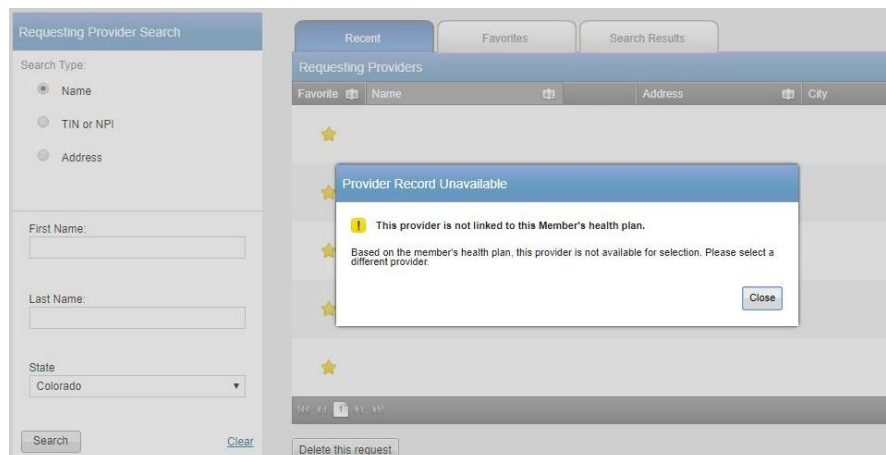 Requesting Provider Search
Search Type:
Name
TIN or NPI
Address
First Name:
Last Name:
State
Colorado
Search
Clear
Recent
Favorites
Search Results
Requesting Providers
Favorite
Name
Address
City
Provider Record Unavailable
! This provider is not linked to this Member's health plan.
Based on the member's health plan, this provider is not available for selection. Please select a
different provider.
Close
1
Delete this request